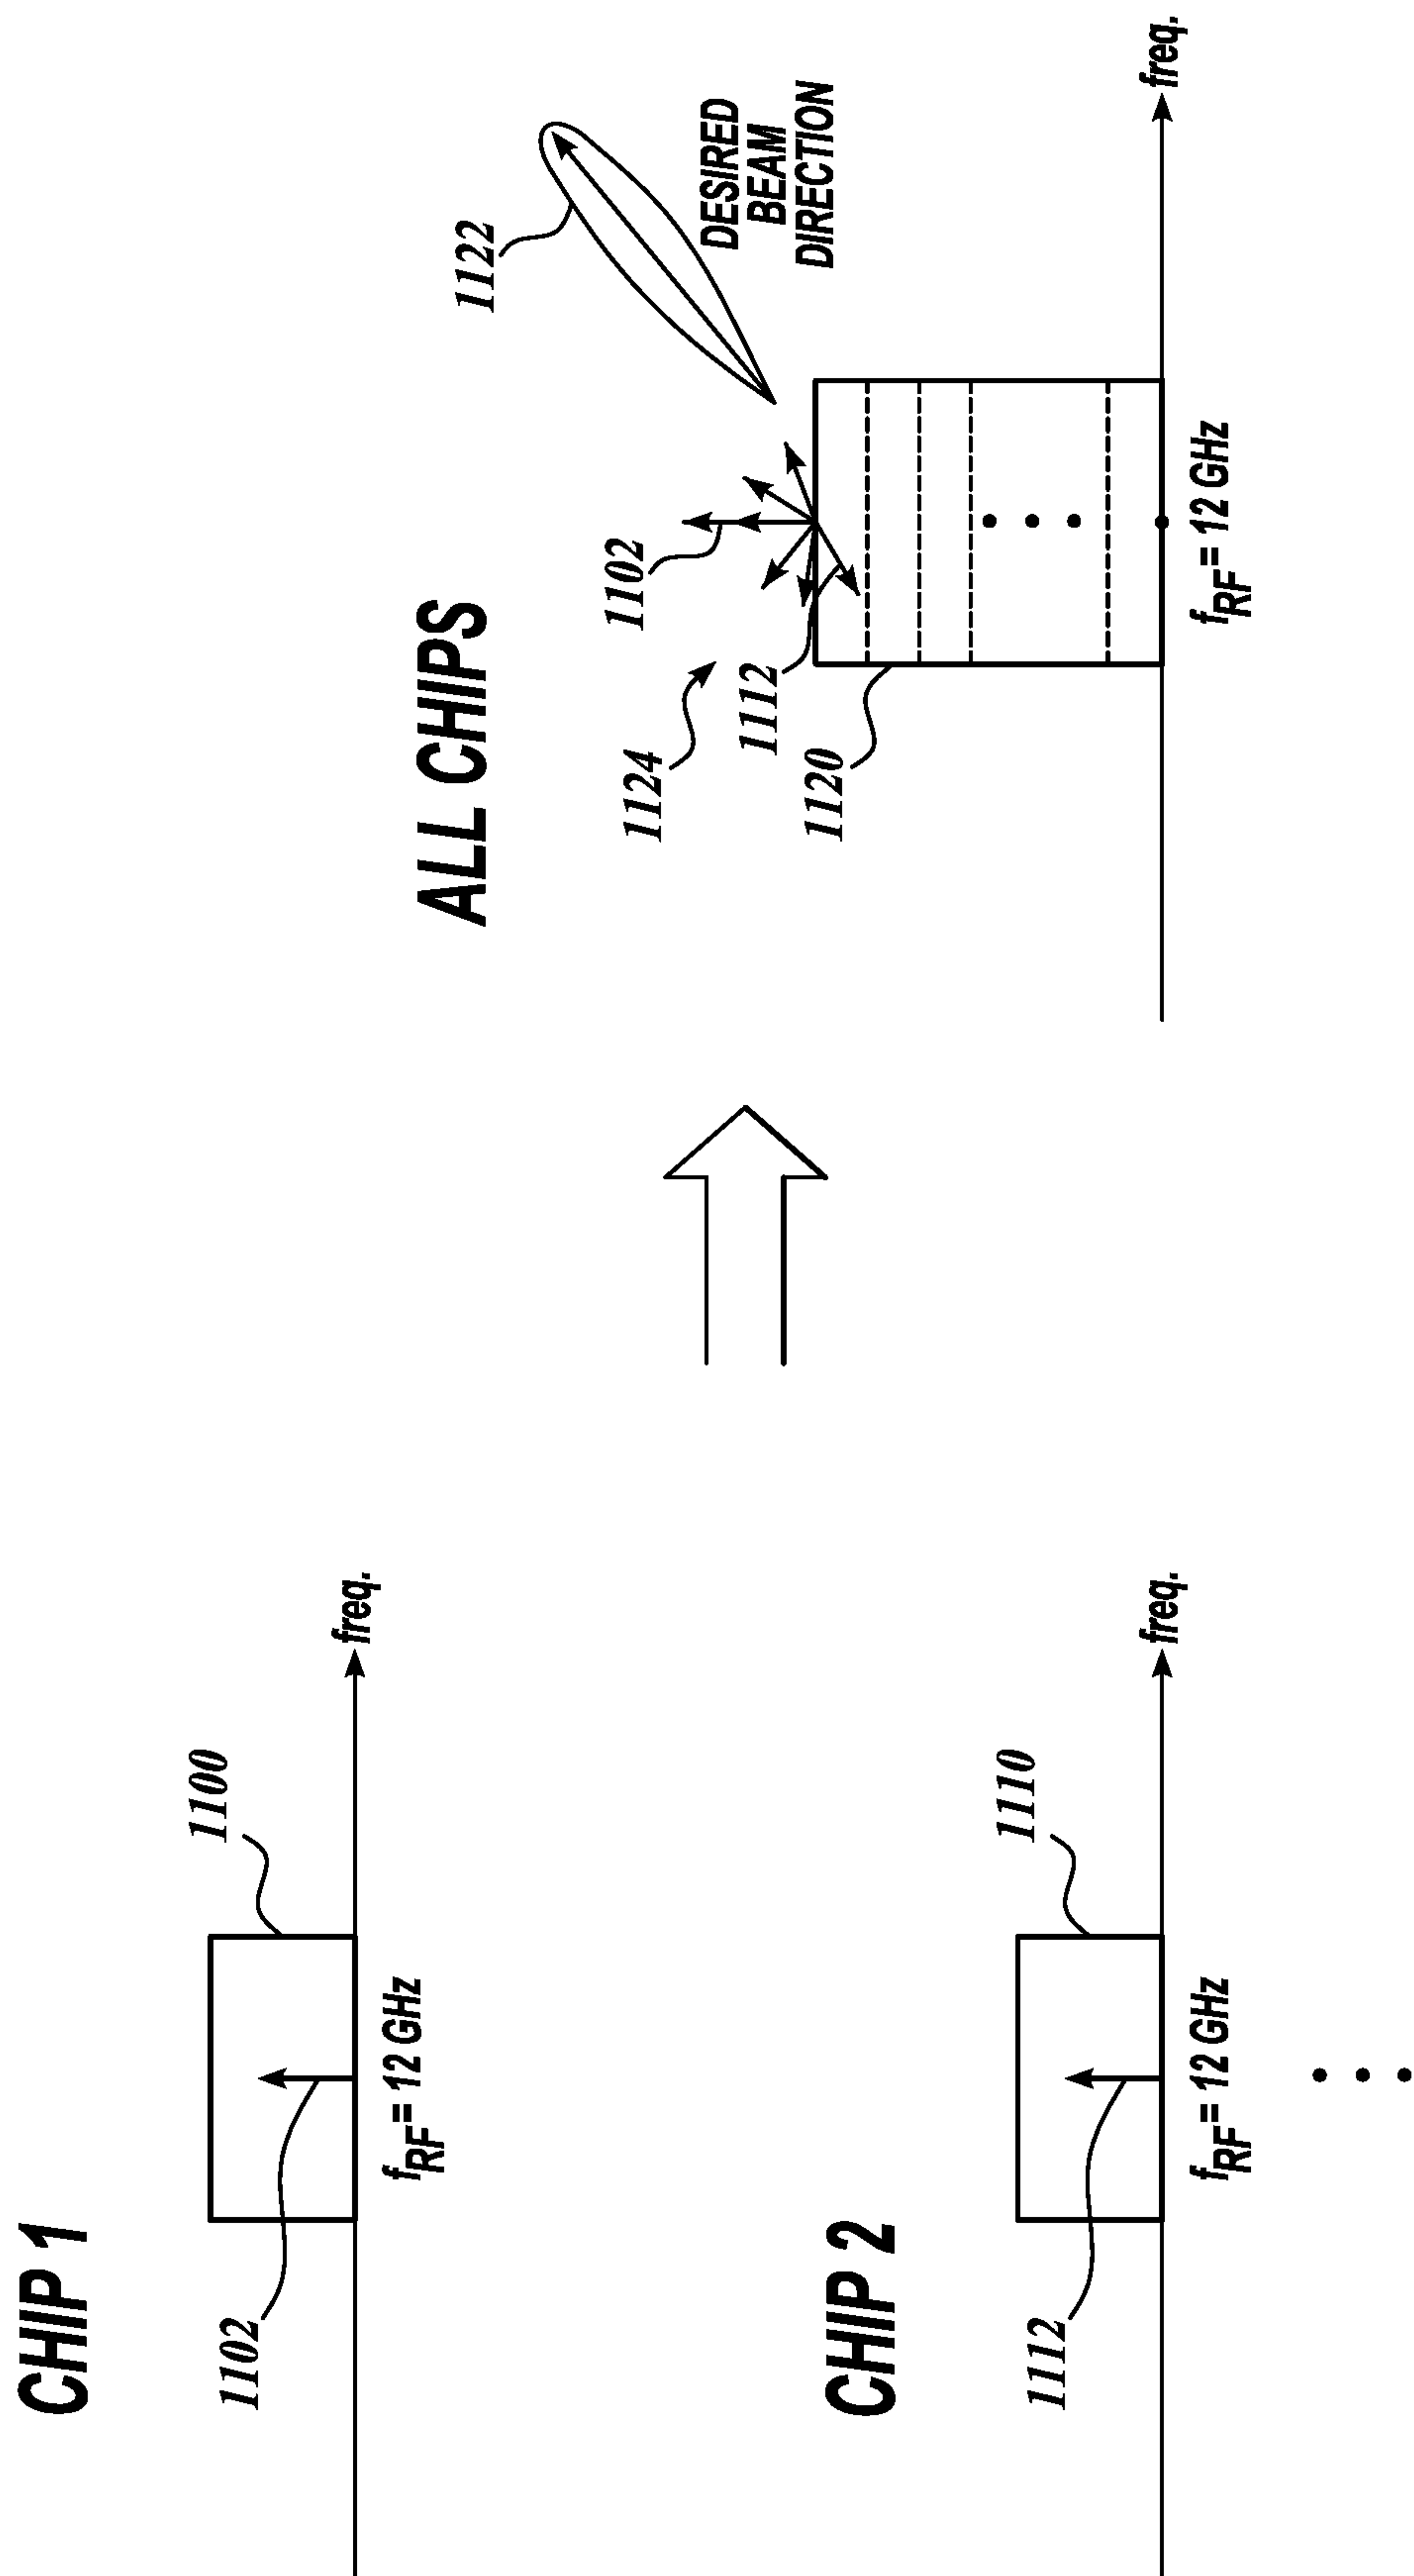 CHIP 1
1100
1102
freq.
fRF = 12 GHz
CHIP 2
1110
1112
freq.
fRF = 12 GHz
ALL CHIPS
1122
1102
1124
1112
1120
DESIRED
BEAM
DIRECTION
freq.
fRF = 12 GHz